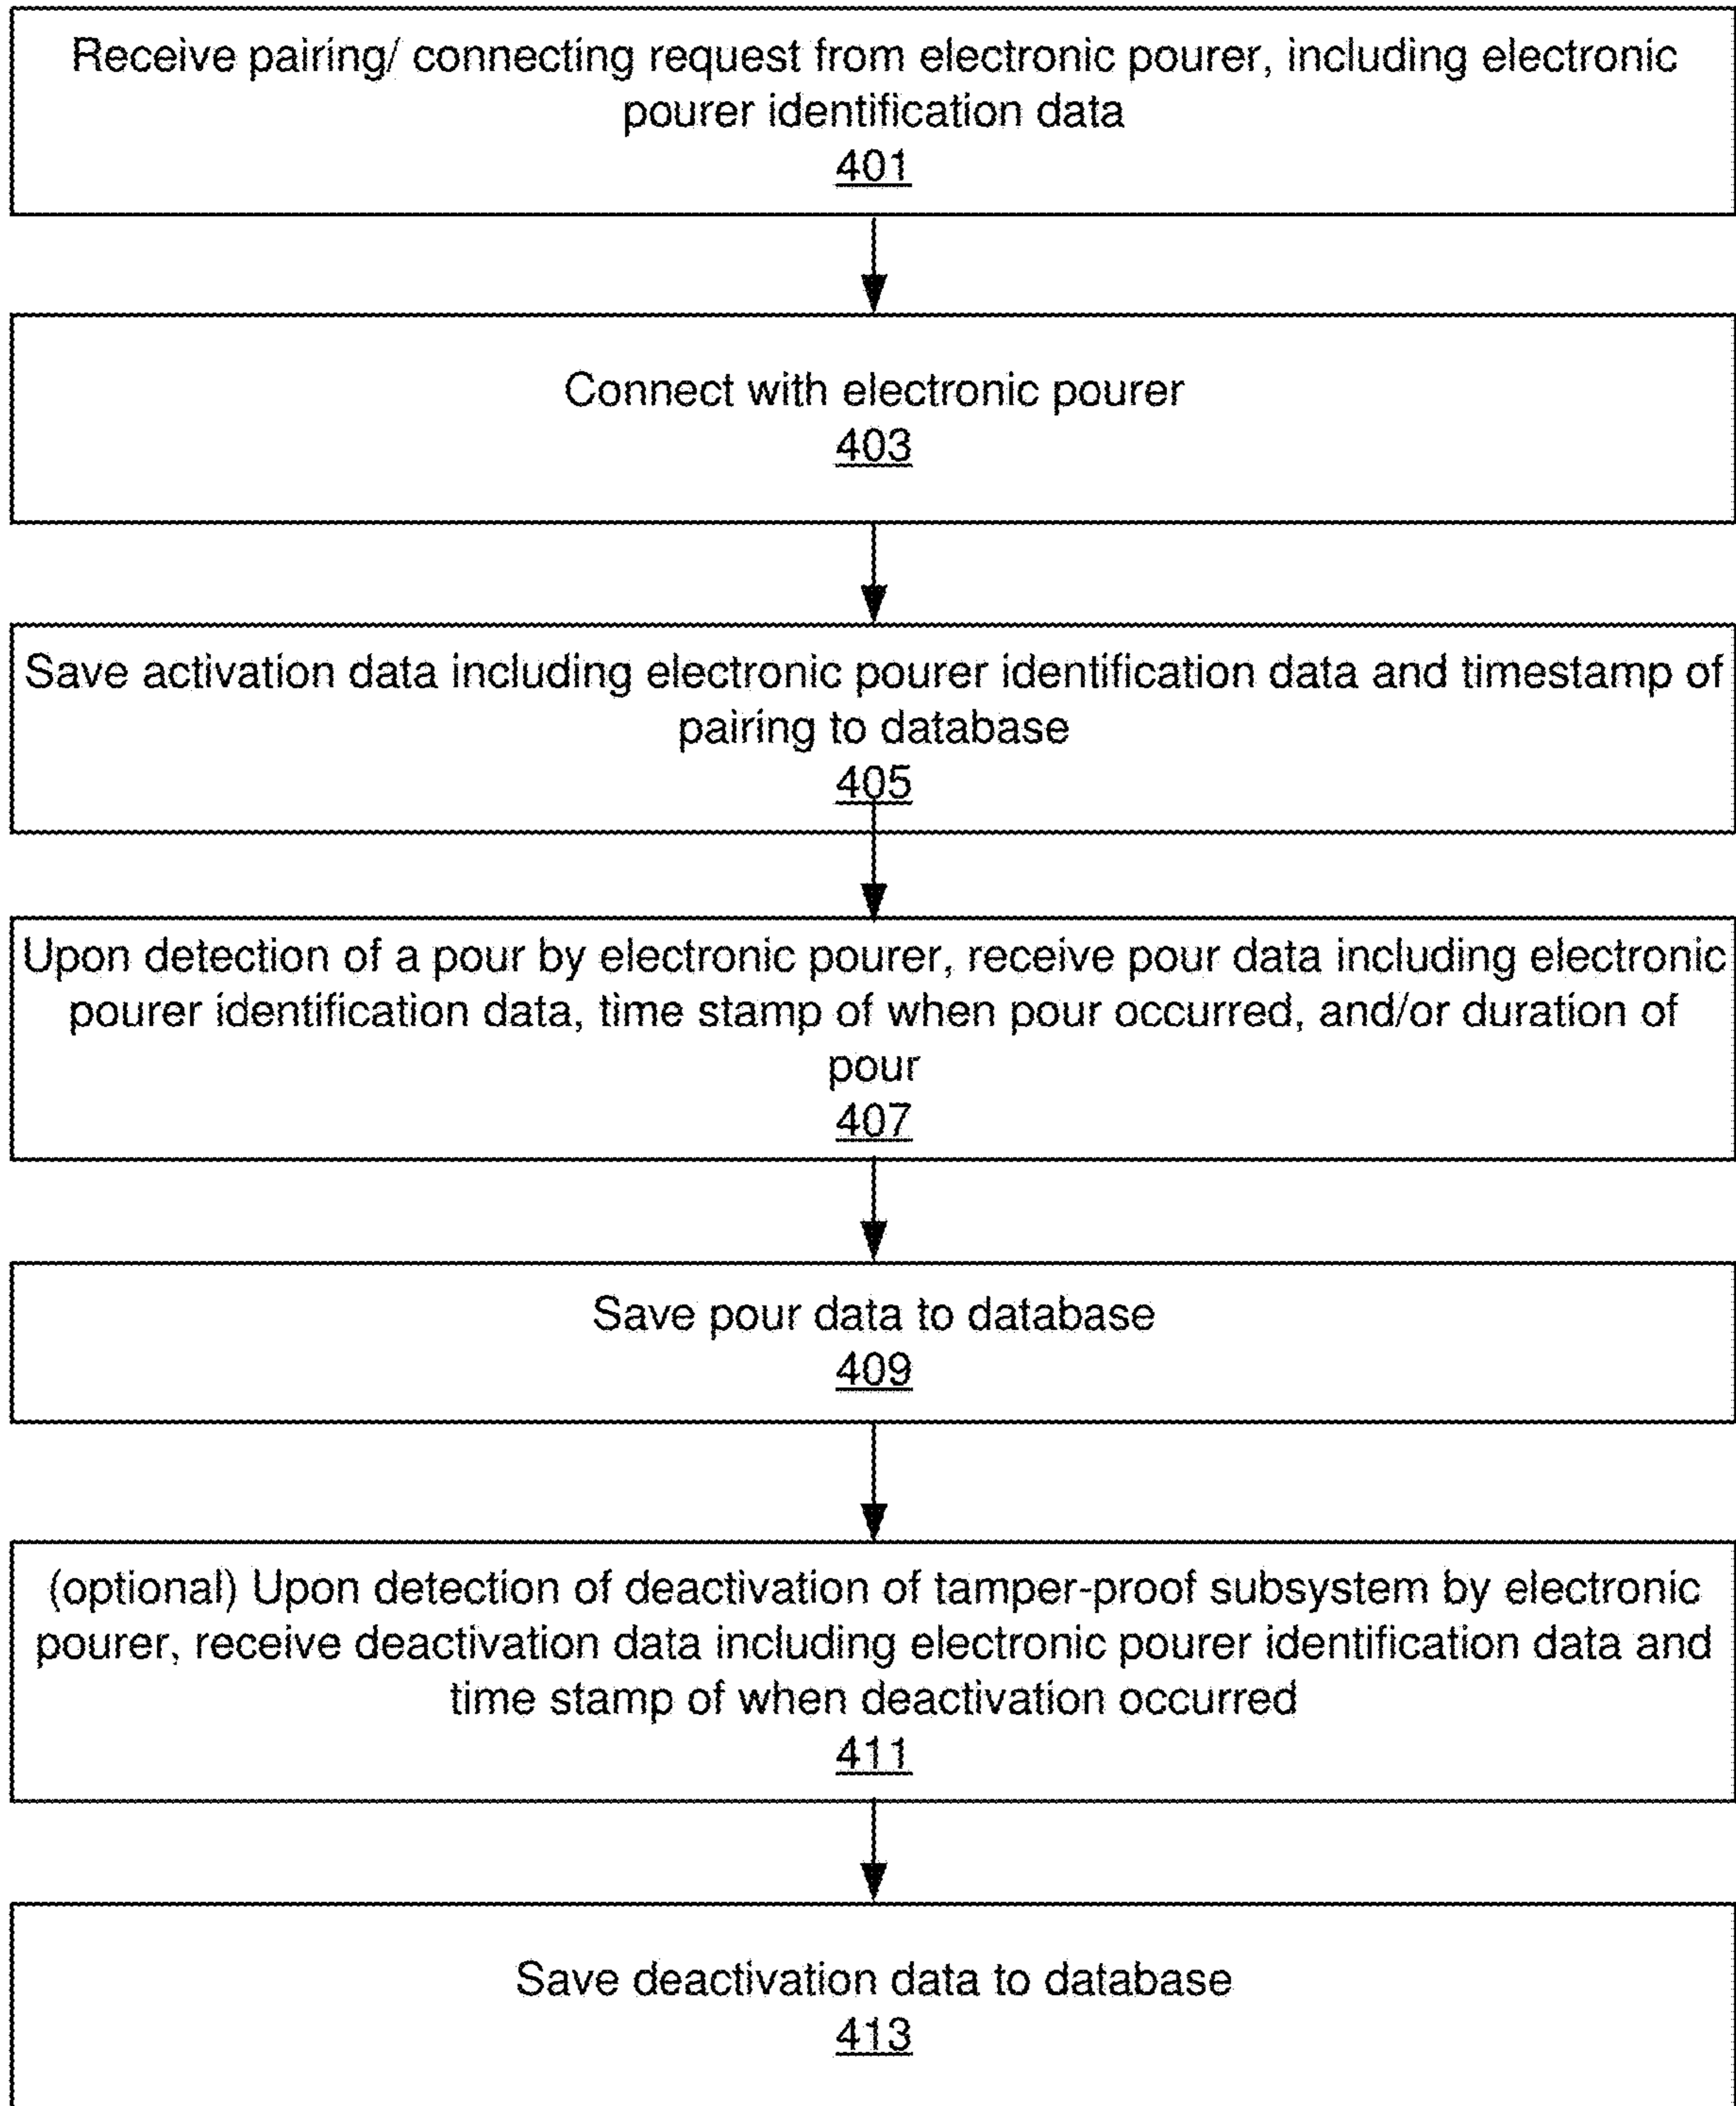 Receive pairing/ connecting request from electronic pourer, including electronic
pourer identification data
401
Connect with electronic pourer
403
Save activation data including electronic pourer identification data and timestamp of
pairing to database
405
Upon detection of a pour by electronic pourer, receive pour data including electronic
pourer identification data, time stamp of when pour occurred, and/or duration of
pour
407
Save pour data to database
409
(optional) Upon detection of deactivation of tamper-proof subsystem by electronic
pourer, receive deactivation data including electronic pourer identification data and
time stamp of when deactivation occurred
411
Save deactivation data to database
413